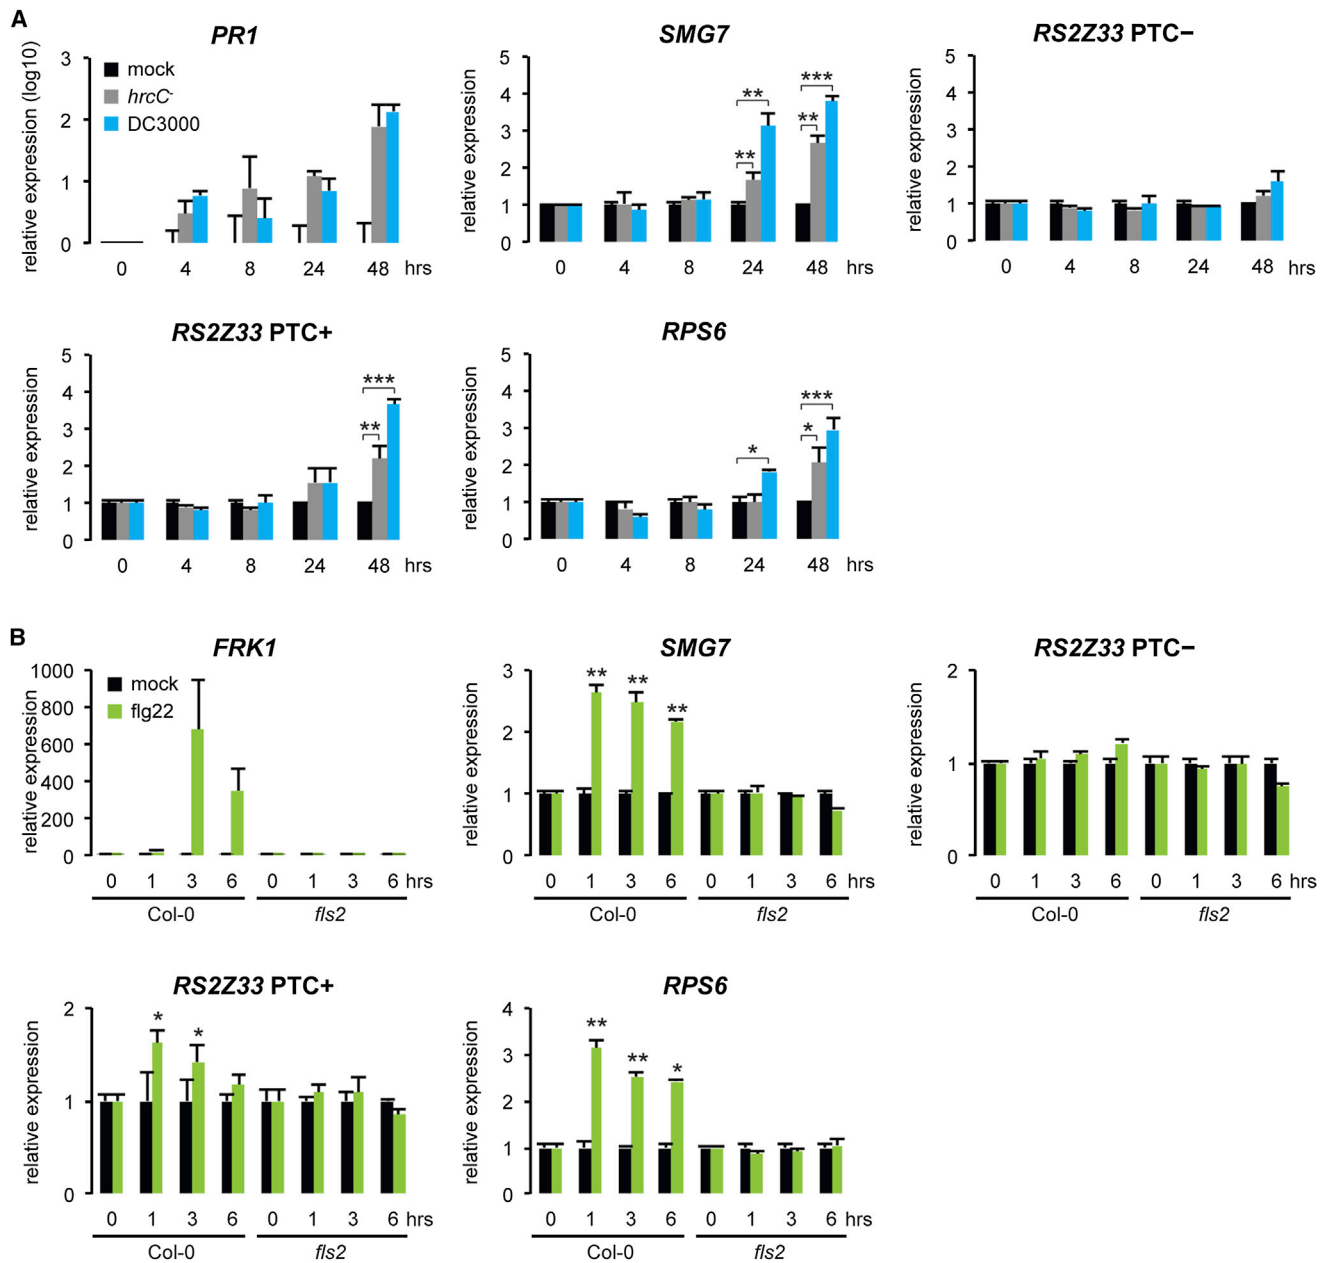 A
PR1
relative expression (log10)
3
2
1
0
mock
hrcC-
DC3000
0 4 8 24 48 hrs
SMG7
relative expression
5
4
3
2
1
0
** ***
** **
0 4 8 24 48 hrs
RS2Z33 PTC−
relative expression
5
4
3
2
1
0
0 4 8 24 48 hrs
RS2Z33 PTC+
relative expression
5
4
3
2
1
0
***
**
0 4 8 24 48 hrs
RPS6
relative expression
5
4
3
2
1
0
* ***
*
0 4 8 24 48 hrs
B
FRK1
relative expression
1000
800
600
400
200
0
mock
flg22
0 1 3 6 0 1 3 6 hrs
Col-0 fls2
SMG7
relative expression
3
2
1
0
** ** **
0 1 3 6 0 1 3 6 hrs
Col-0 fls2
RS2Z33 PTC−
relative expression
2
1
0
0 1 3 6 0 1 3 6 hrs
Col-0 fls2
RS2Z33 PTC+
relative expression
2
1
0
* *
0 1 3 6 0 1 3 6 hrs
Col-0 fls2
RPS6
relative expression
4
3
2
1
0
** ** *
0 1 3 6 0 1 3 6 hrs
Col-0 fls2